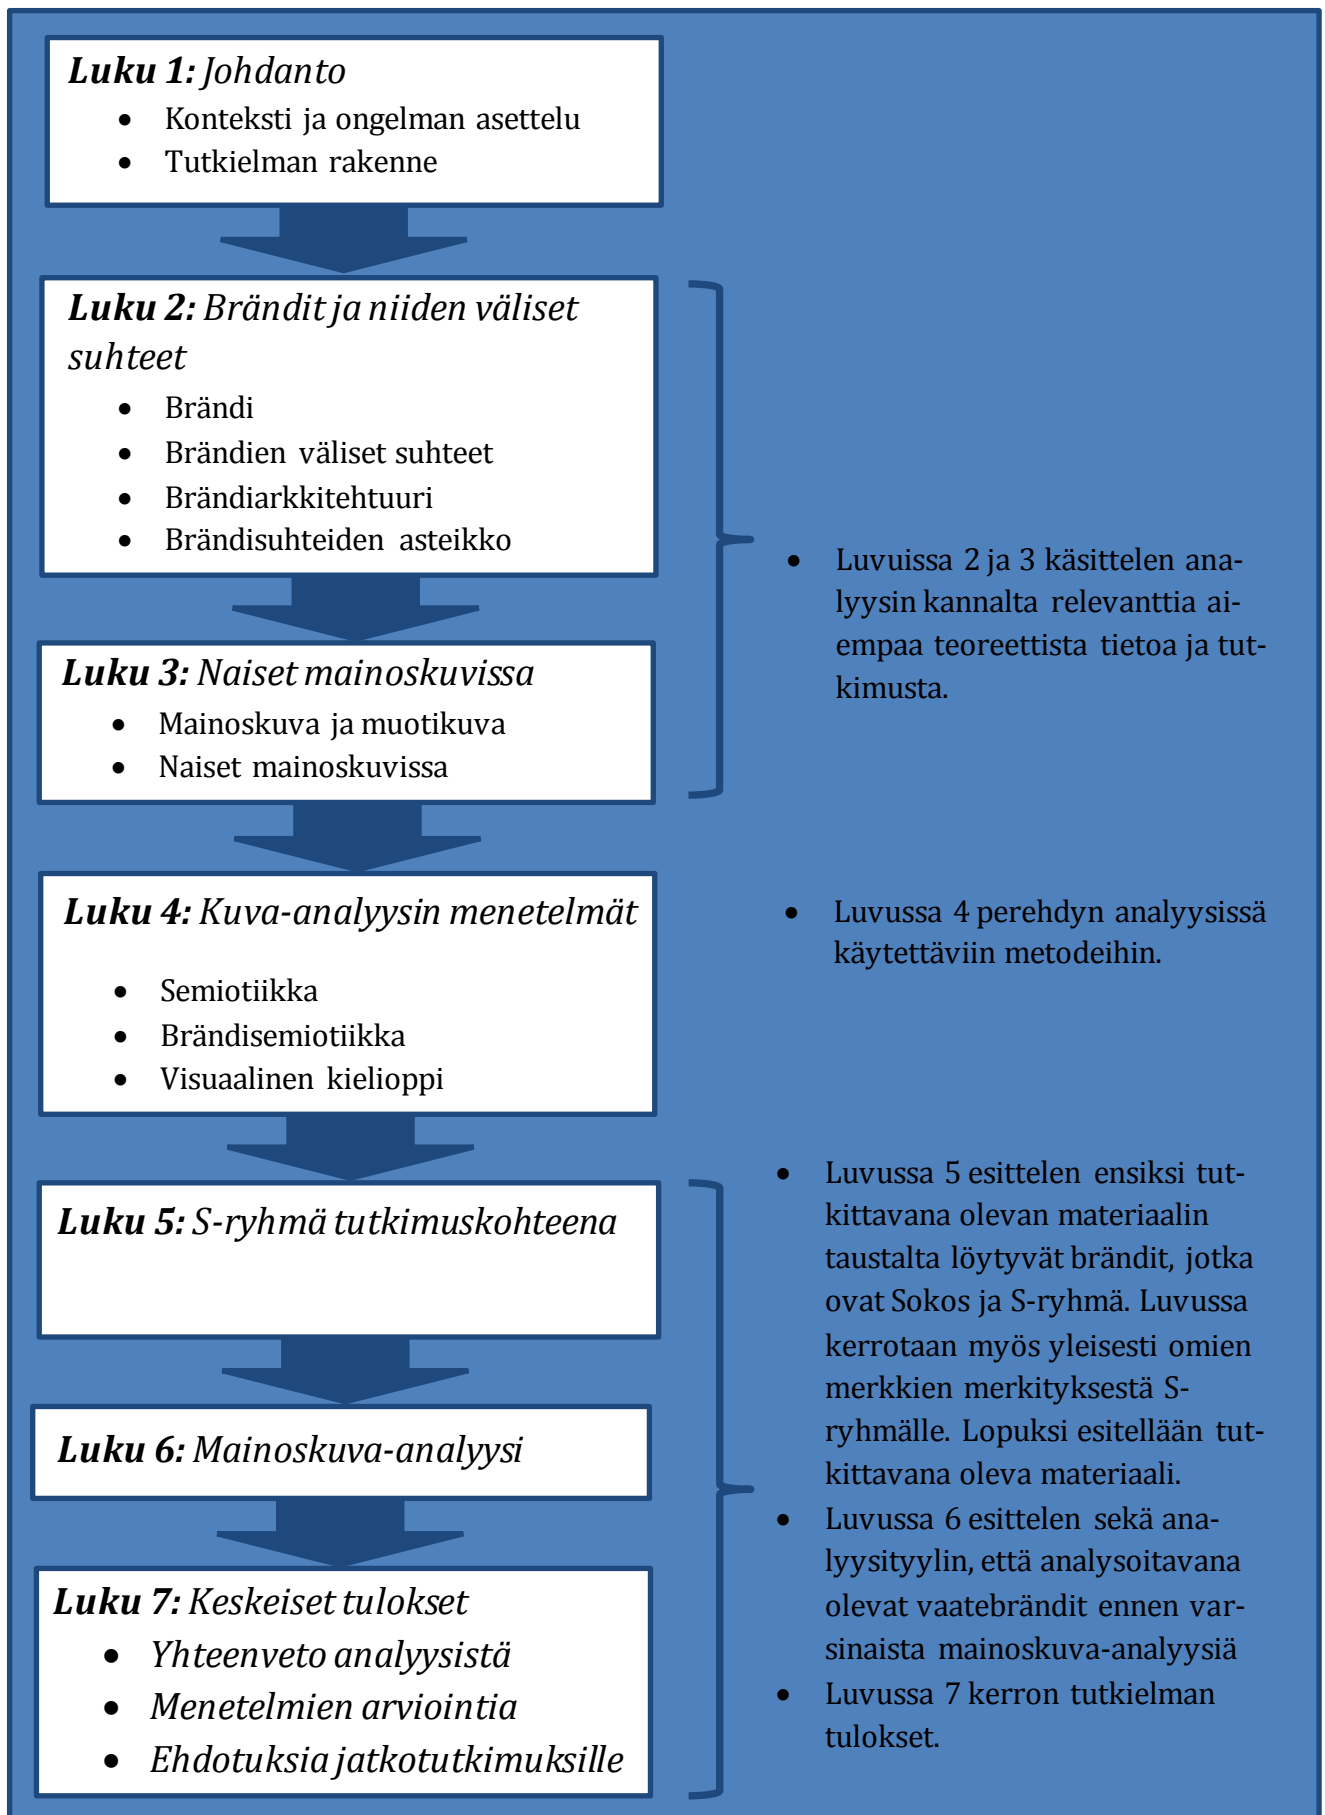 Luku 1: Johdanto
• Konteksti ja ongelman asettelu
• Tutkielman rakenne
Luku 2: Brändit ja niiden väliset
suhteet
• Brändi
• Brändien väliset suhteet
• Brändiarkkitehtuuri
• Brändisuhteiden asteikko
Luku 3: Naiset mainoskuvissa
• Mainoskuva ja muotikuva
• Naiset mainoskuvissa
• Luvuissa 2 ja 3 käsittelen ana-
lyysin kannalta relevanttia ai-
empaa teoreettista tietoa ja tut-
kimusta.
Luku 4: Kuva-analyysin menetelmät
• Semiotiikka
• Brändisemiotiikka
• Visuaalinen kielioppi
• Luvussa 4 perehdyn analyysissä
käytettäviin metodeihin.
Luku 5: S-ryhmä tutkimuskohteena
Luku 6: Mainoskuva-analyysi
Luku 7: Keskeiset tulokset
• Yhteenveto analyysistä
• Menetelmien arviointia
• Ehdotuksia jatkotutkimuksille
• Luvussa 5 esittelen ensiksi tut-
kittavana olevan materiaalin
taustalta löytyvät brändit, jotka
ovat Sokos ja S-ryhmä. Luvussa
kerrotaan myös yleisesti omien
merkkien merkityksestä S-
ryhmälle. Lopuksi esitellään tut-
kittavana oleva materiaali.
• Luvussa 6 esittelen sekä ana-
lyysityylin, että analysoitavana
olevat vaatebrändit ennen var-
sinaista mainoskuva-analyysiä
• Luvussa 7 kerron tutkielman
tulokset.